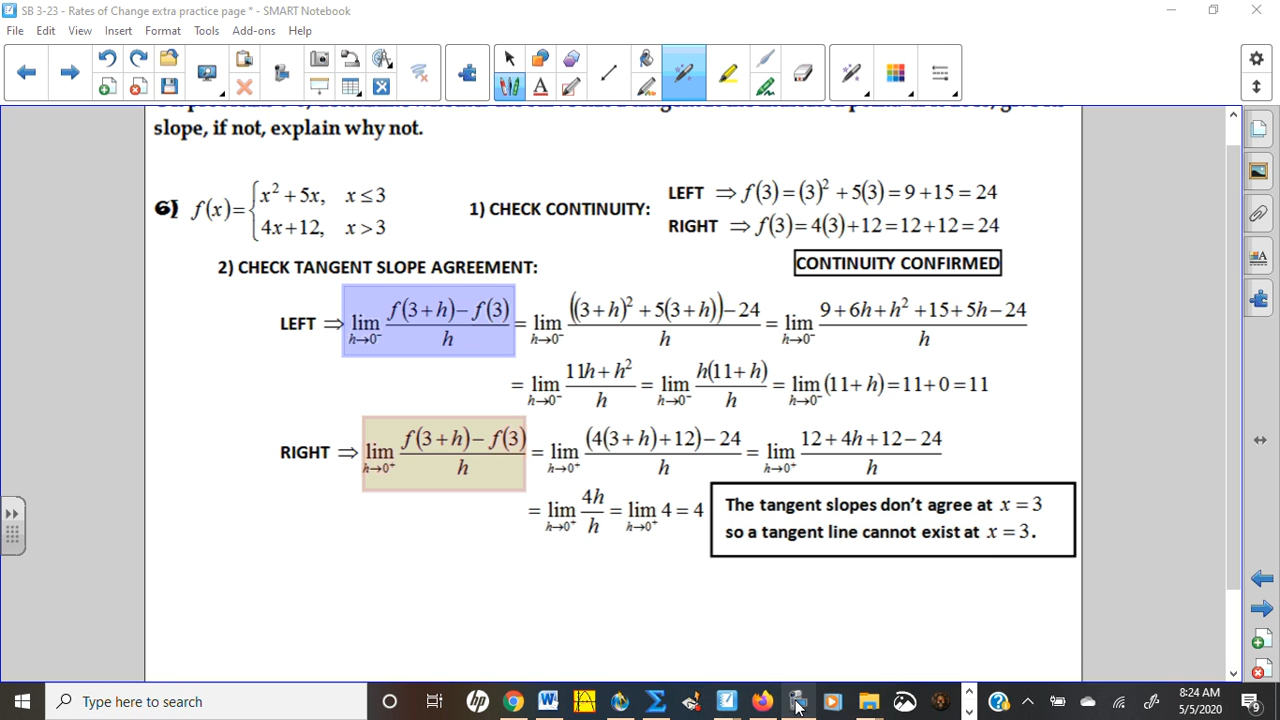 SB 3-23 - Rates of Change extra practice page * - SMART Notebook
File Edit View Insert Format Tools Add-ons Help
slope, if not, explain why not.
6) f(x)={x² + 5x, x ≤ 3
4x+12, x > 3
1) CHECK CONTINUITY:
LEFT ⇒ f(3) = (3)² + 5(3) = 9 + 15 = 24
RIGHT ⇒ f(3) = 4(3)+12 = 12 + 12 = 24
2) CHECK TANGENT SLOPE AGREEMENT:
CONTINUITY CONFIRMED
LEFT ⇒ lim h→0⁻ (f(3+h) − f(3))/h = lim h→0⁻ (((3+h)² + 5(3+h)) − 24)/h = lim h→0⁻ (9 + 6h + h² + 15 + 5h − 24)/h
= lim h→0⁻ (11h + h²)/h = lim h→0⁻ h(11+h)/h = lim h→0⁻ (11+h) = 11+0 = 11
RIGHT ⇒ lim h→0⁺ (f(3+h) − f(3))/h = lim h→0⁺ ((4(3+h)+12) − 24)/h = lim h→0⁺ (12 + 4h + 12 − 24)/h
= lim h→0⁺ 4h/h = lim h→0⁺ 4 = 4
The tangent slopes don't agree at x = 3
so a tangent line cannot exist at x = 3.
Type here to search
8:24 AM
5/5/2020
9